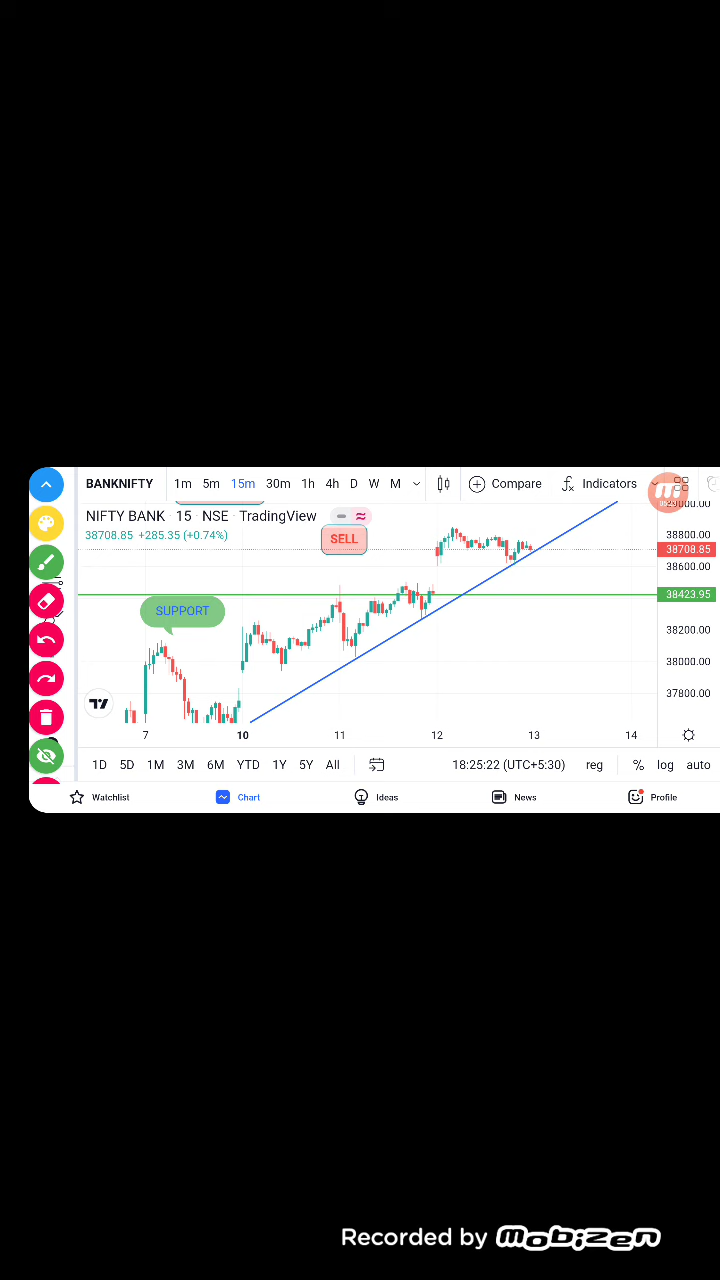 BANKNIFTY 1m 5m 15m 30m 1h 4h D W M Compare Indicators
NIFTY BANK · 15 · NSE · TradingView
38708.85 +285.35 (+0.74%)
SELL
SUPPORT
29000.00
38800.00
38708.85
38600.00
38423.95
38200.00
38000.00
37800.00
7 10 11 12 13 14
1D 5D 1M 3M 6M YTD 1Y 5Y All 18:25:22 (UTC+5:30) reg % log auto
Watchlist Chart Ideas News Profile
Recorded by mobizen